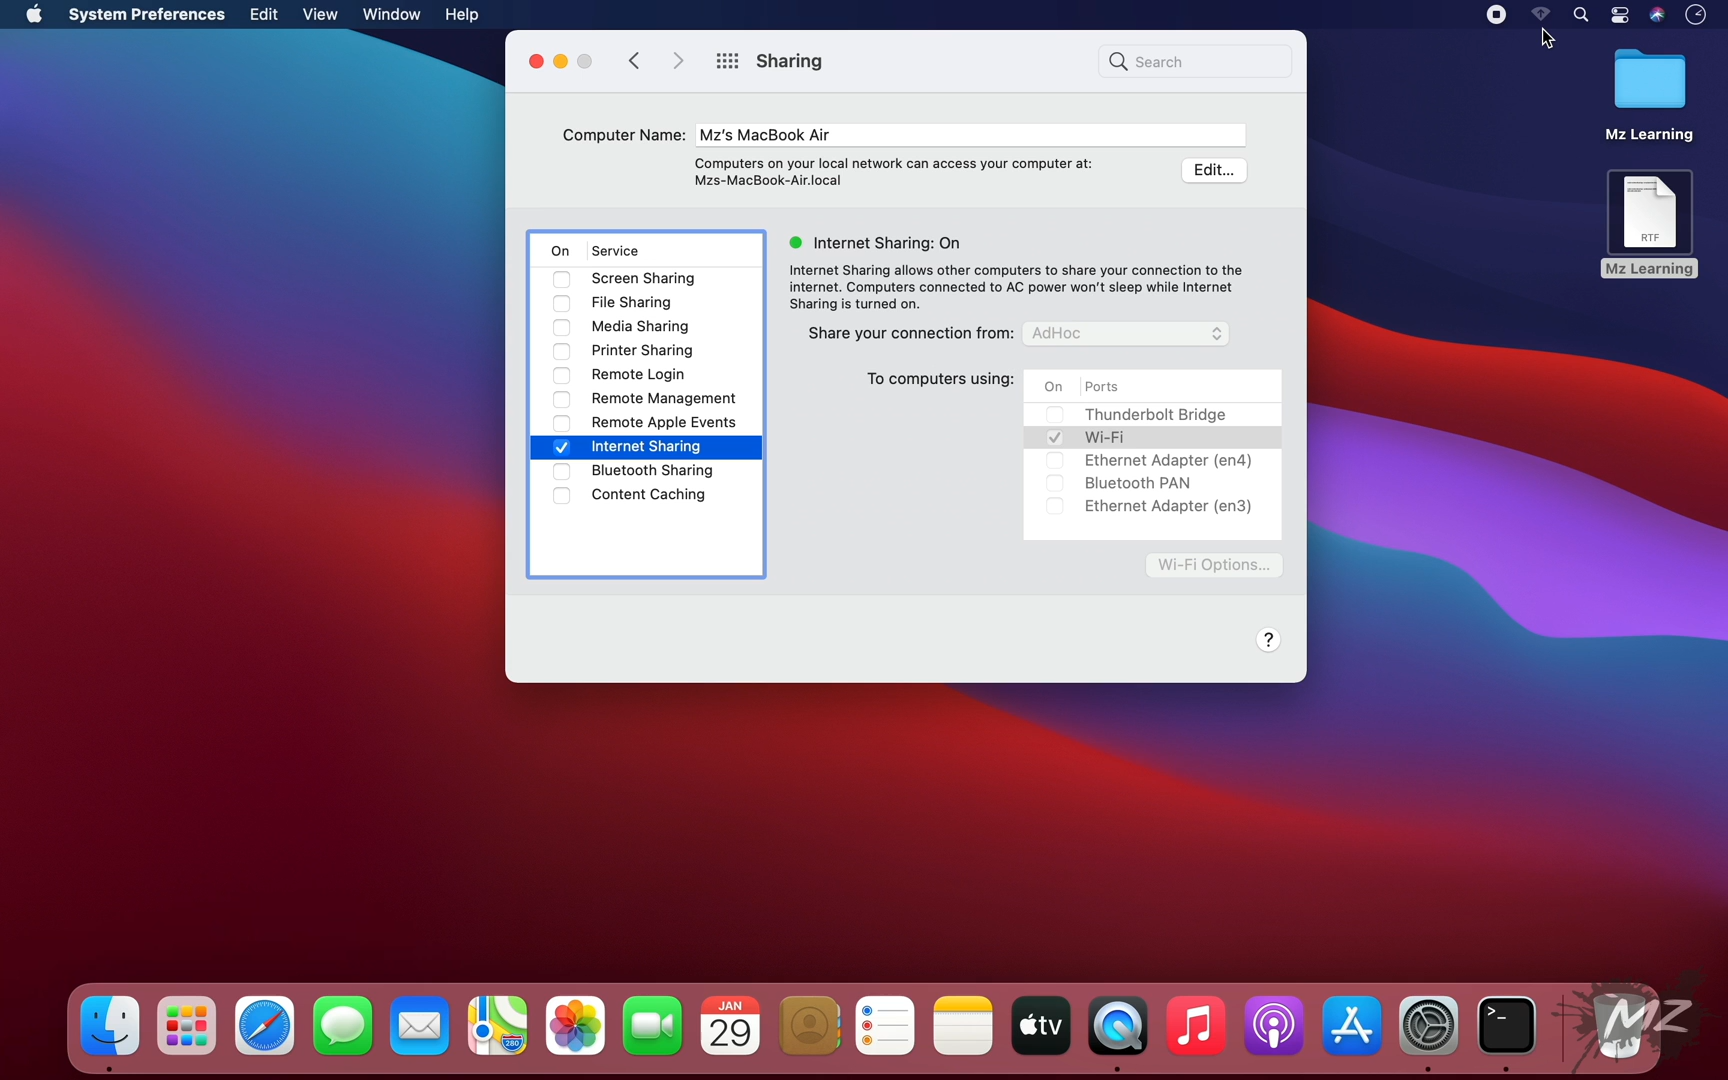 System Preferences Edit View Window Help
Sharing
Search
Computer Name: Mz's MacBook Air
Computers on your local network can access your computer at:
Mzs-MacBook-Air.local
Edit...
On Service
Screen Sharing
File Sharing
Media Sharing
Printer Sharing
Remote Login
Remote Management
Remote Apple Events
Internet Sharing
Bluetooth Sharing
Content Caching
Internet Sharing: On
Internet Sharing allows other computers to share your connection to the
internet. Computers connected to AC power won't sleep while Internet
Sharing is turned on.
Share your connection from: AdHoc
To computers using:
On Ports
Thunderbolt Bridge
Wi-Fi
Ethernet Adapter (en4)
Bluetooth PAN
Ethernet Adapter (en3)
Wi-Fi Options...
?
Mz Learning
RTF
Mz Learning
280
JAN
29
tv
>_
MZ